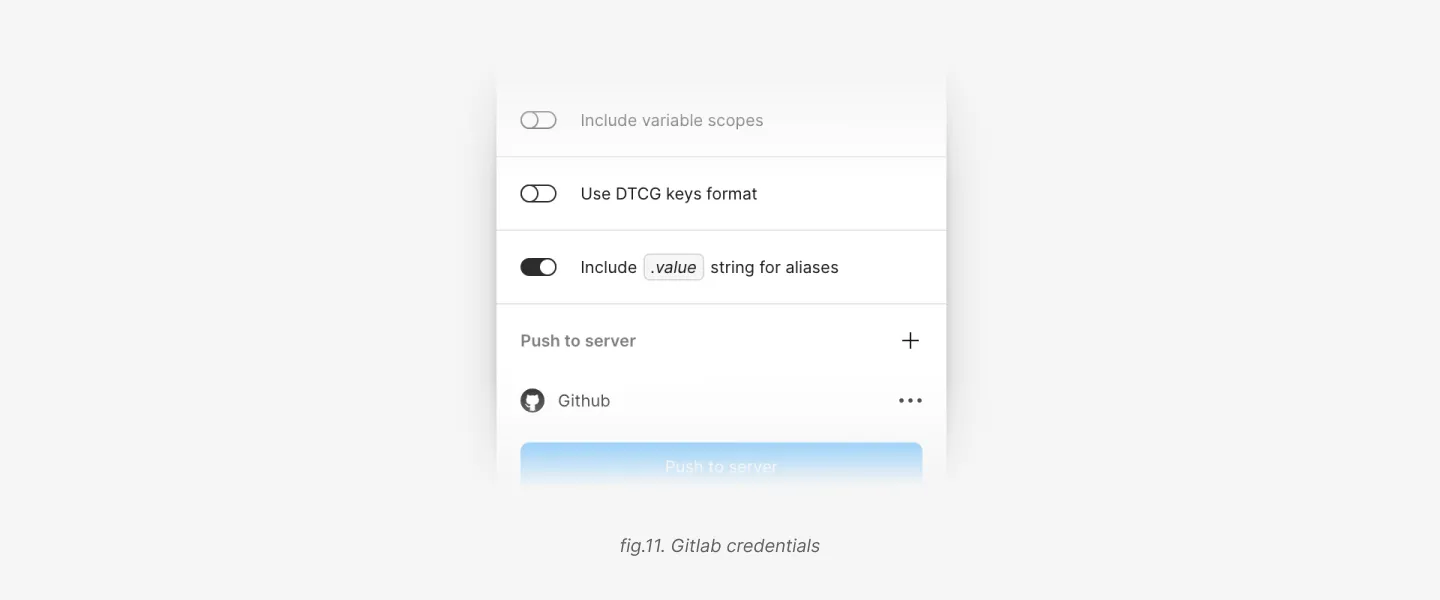 Include variable scopes
Use DTCG keys format
Include .value string for aliases
Push to server
Github
Push to server
fig.11. Gitlab credentials